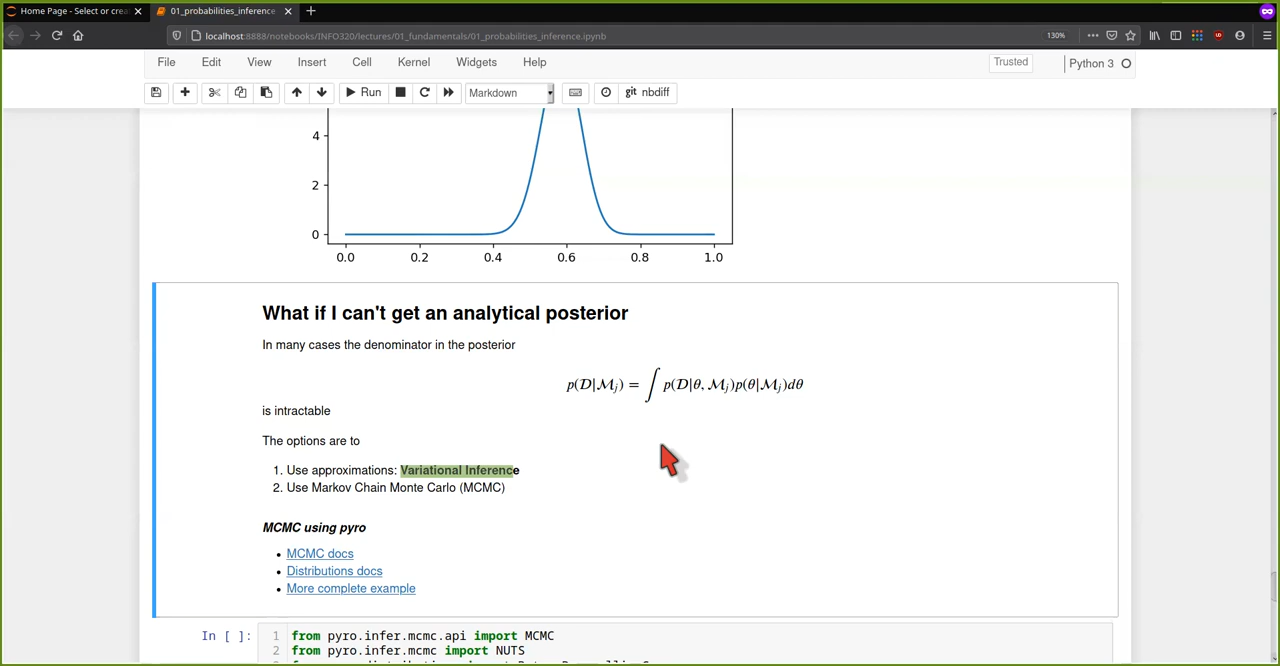 Home Page - Select or crea
01_probabilities_inference.
localhost:8888/notebooks/INFO320/lectures/01_fundamentals/01_probabilities_inference.ipynb
130%
File Edit View Insert Cell Kernel Widgets Help
Trusted
Python 3
Run
Markdown
git nbdiff
4
2
0
0.0 0.2 0.4 0.6 0.8 1.0
What if I can't get an analytical posterior
In many cases the denominator in the posterior
p(𝒟|ℳⱼ) = ∫ p(𝒟|θ, ℳⱼ)p(θ|ℳⱼ)dθ
is intractable
The options are to
1. Use approximations: Variational Inference
2. Use Markov Chain Monte Carlo (MCMC)
MCMC using pyro
• MCMC docs
• Distributions docs
• More complete example
In [ ]:
1 from pyro.infer.mcmc.api import MCMC
2 from pyro.infer.mcmc import NUTS